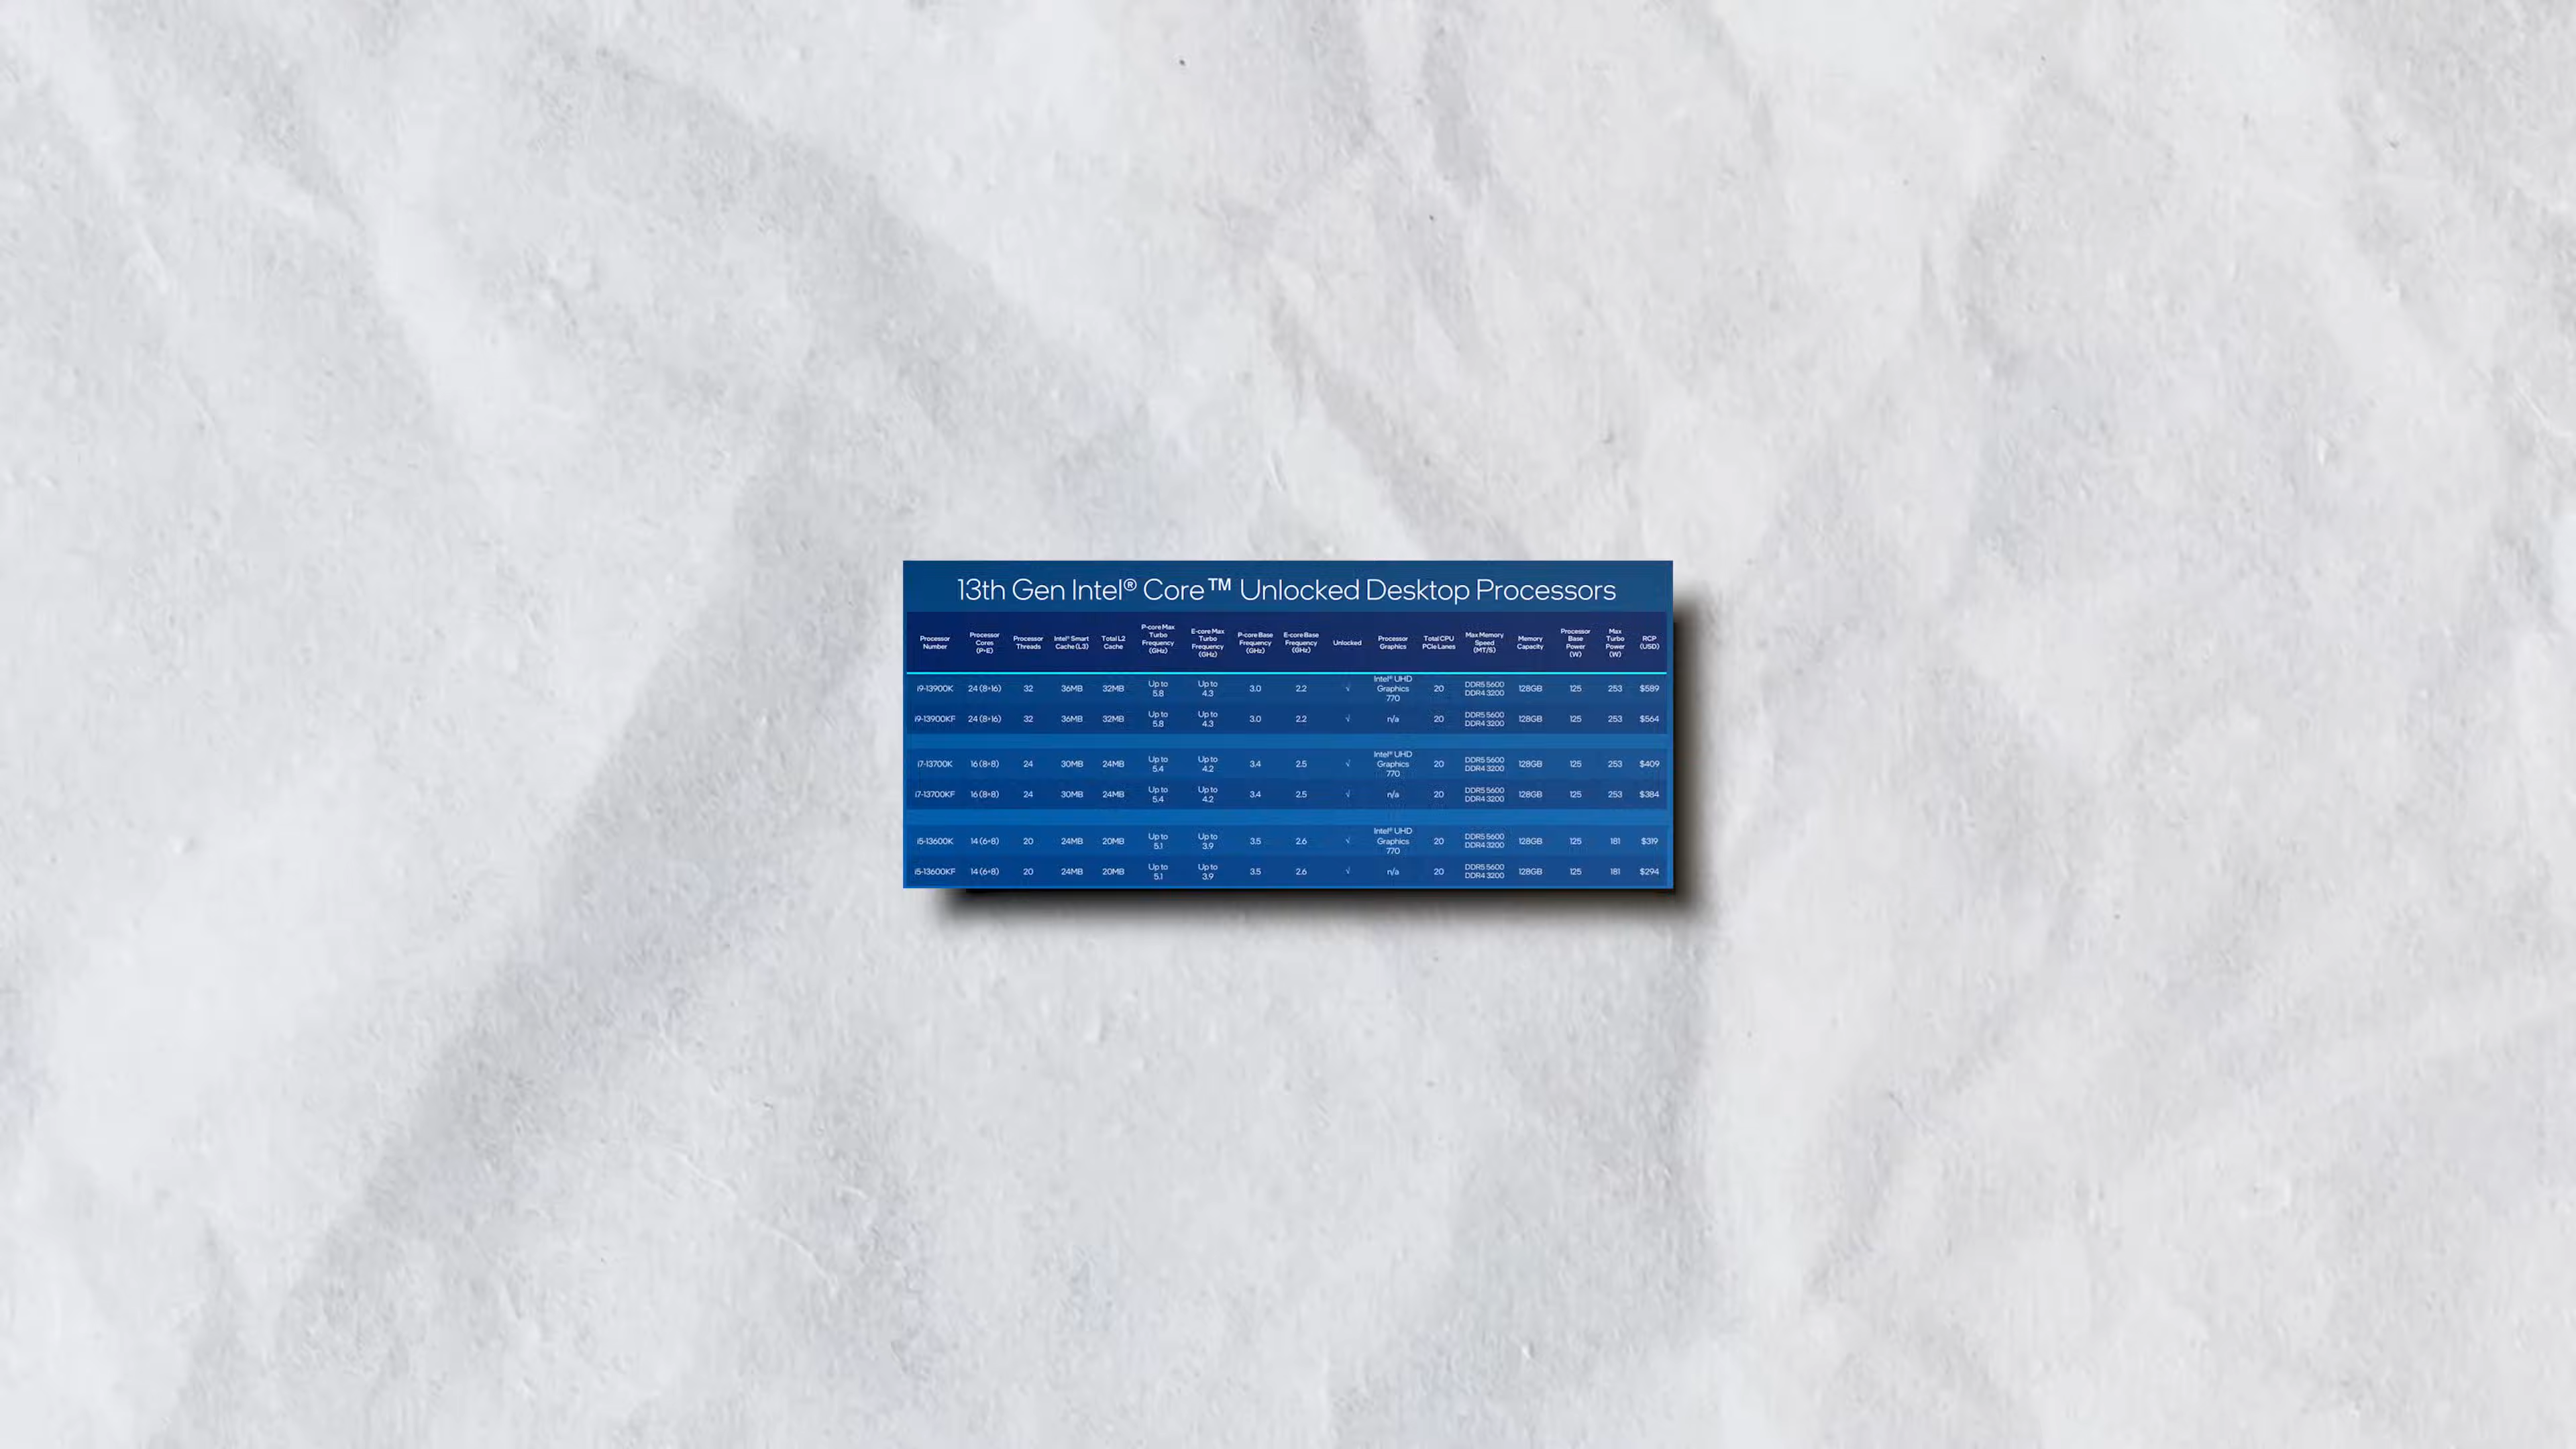 13th Gen Intel® Core™ Unlocked Desktop Processors
Processor Number Processor Cores (P+E) Processor Threads Intel® Smart Cache (L3) Total L2 Cache P-core Max Turbo Frequency (GHz) E-core Max Turbo Frequency (GHz) P-core Base Frequency (GHz) E-core Base Frequency (GHz) Unlocked Processor Graphics Total CPU PCIe Lanes Max Memory Speed (MT/S) Memory Capacity Processor Base Power (W) Max Turbo Power (W) RCP (USD)
i9-13900K 24 (8+16) 32 36MB 32MB Up to 5.8 Up to 4.3 3.0 2.2 √ Intel® UHD Graphics 770 20 DDR5 5600 DDR4 3200 128GB 125 253 $589
i9-13900KF 24 (8+16) 32 36MB 32MB Up to 5.8 Up to 4.3 3.0 2.2 √ n/a 20 DDR5 5600 DDR4 3200 128GB 125 253 $564
i7-13700K 16 (8+8) 24 30MB 24MB Up to 5.4 Up to 4.2 3.4 2.5 √ Intel® UHD Graphics 770 20 DDR5 5600 DDR4 3200 128GB 125 253 $409
i7-13700KF 16 (8+8) 24 30MB 24MB Up to 5.4 Up to 4.2 3.4 2.5 √ n/a 20 DDR5 5600 DDR4 3200 128GB 125 253 $384
i5-13600K 14 (6+8) 20 24MB 20MB Up to 5.1 Up to 3.9 3.5 2.6 √ Intel® UHD Graphics 770 20 DDR5 5600 DDR4 3200 128GB 125 181 $319
i5-13600KF 14 (6+8) 20 24MB 20MB Up to 5.1 Up to 3.9 3.5 2.6 √ n/a 20 DDR5 5600 DDR4 3200 128GB 125 181 $294